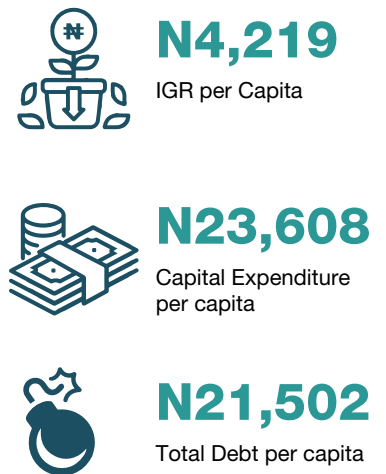 ₦
N4,219
IGR per Capita
N23,608
Capital Expenditure
per capita
N21,502
Total Debt per capita